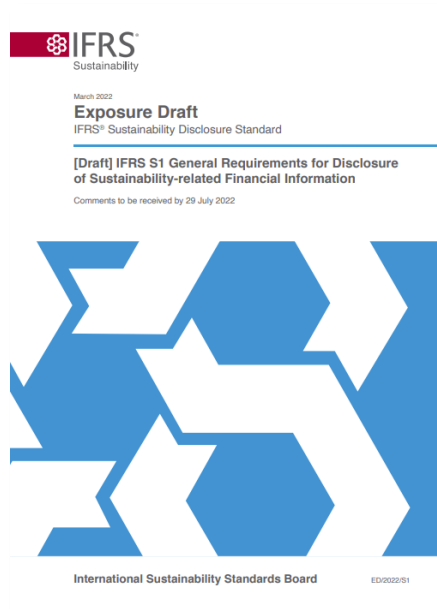 IFRS®
Sustainability
March 2022
Exposure Draft
IFRS® Sustainability Disclosure Standard
[Draft] IFRS S1 General Requirements for Disclosure
of Sustainability-related Financial Information
Comments to be received by 29 July 2022
International Sustainability Standards Board
ED/2022/S1